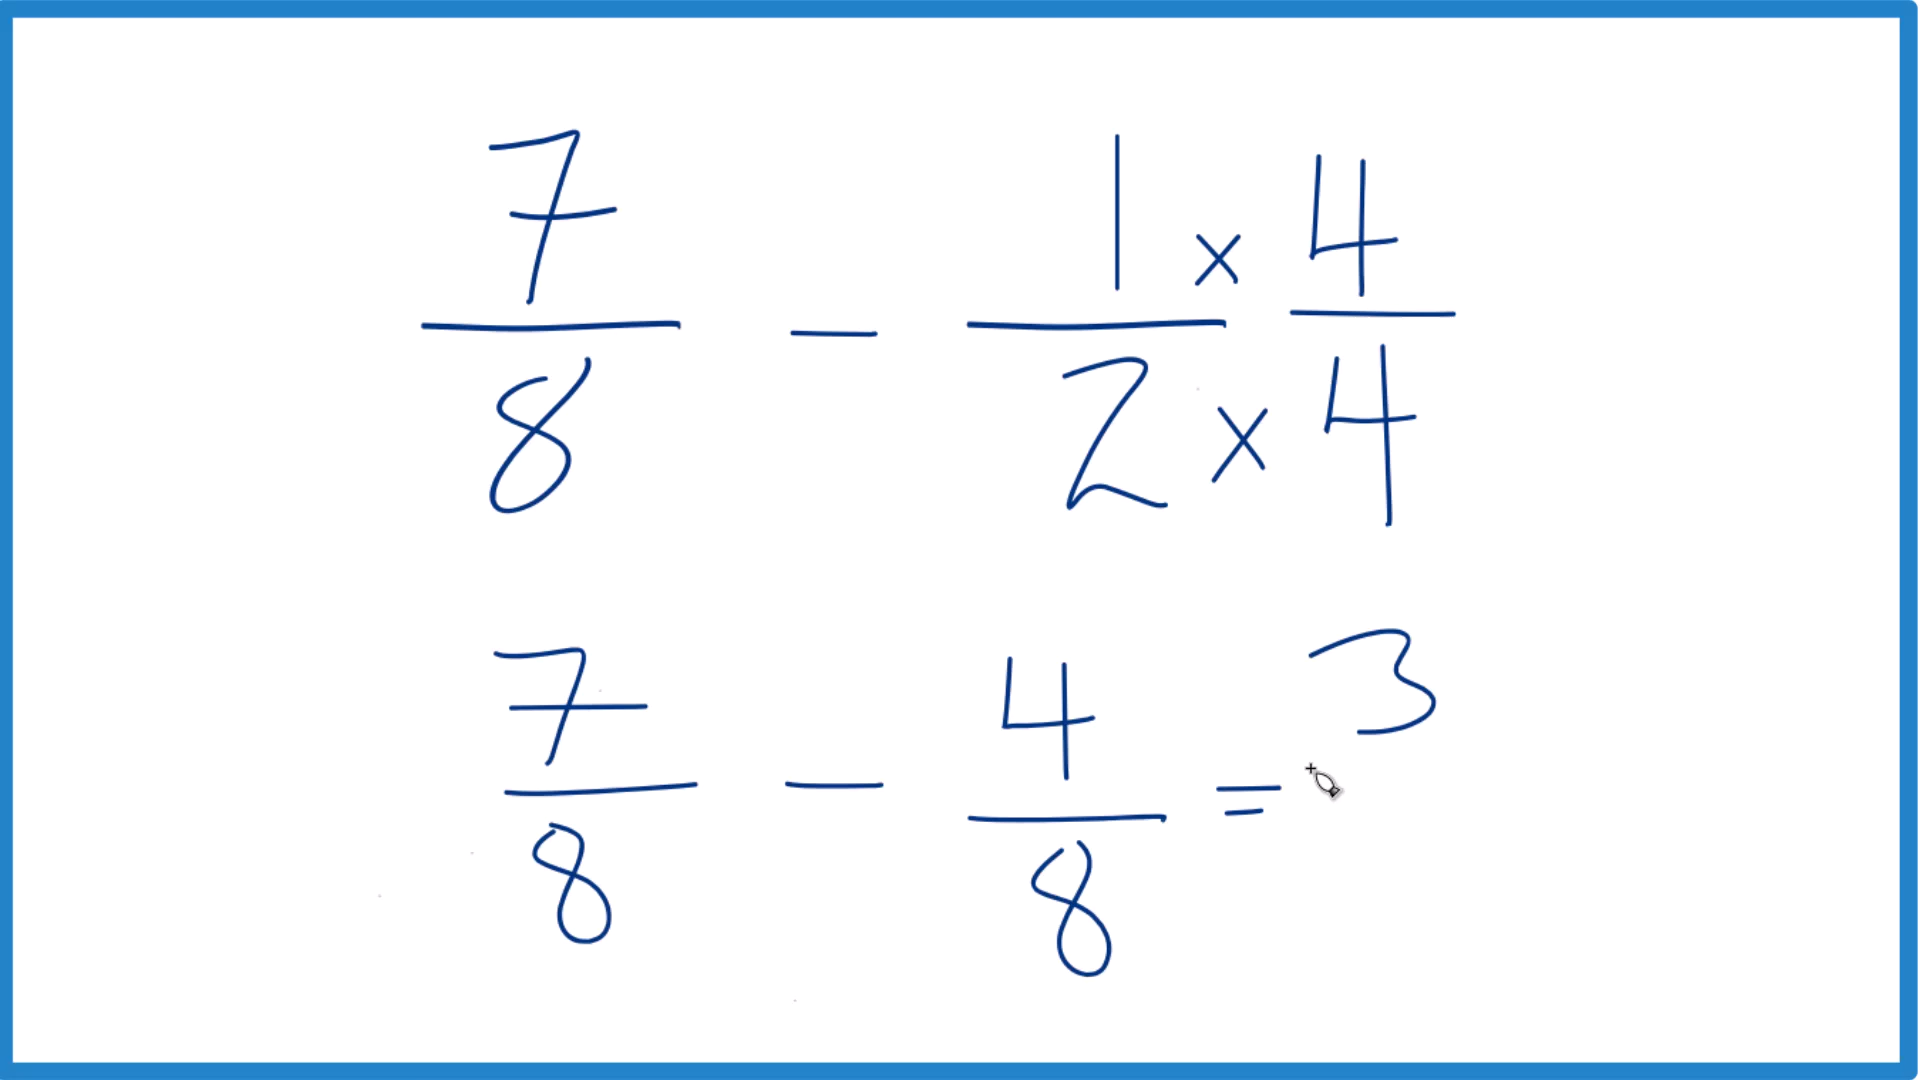 7/8 - 1/2 × 4/4
7/8 - 4/8 = 3